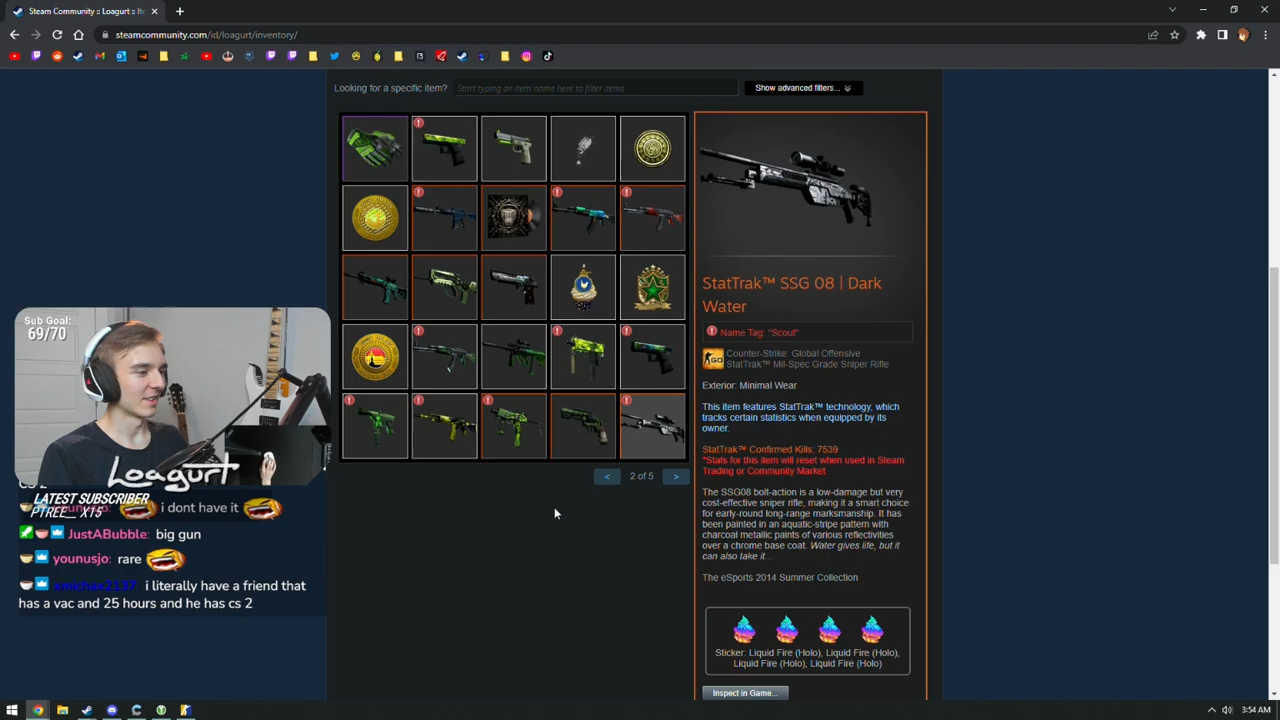 Steam Community :: Loagurt :: Ite
steamcommunity.com/id/loagurt/inventory/
Looking for a specific item?
Start typing an item name here to filter items
Show advanced filters...
StatTrak™ SSG 08 | Dark
Water
Name Tag: "Scout"
Counter-Strike: Global Offensive
StatTrak™ Mil-Spec Grade Sniper Rifle
Exterior: Minimal Wear
This item features StatTrak™ technology, which
tracks certain statistics when equipped by its
owner.
StatTrak™ Confirmed Kills: 7539
*Stats for this item will reset when used in Steam
Trading or Community Market
The SSG08 bolt-action is a low-damage but very
cost-effective sniper rifle, making it a smart choice
for early-round long-range marksmanship. It has
been painted in an aquatic-stripe pattern with
charcoal metallic paints of various reflectivities
over a chrome base coat. Water gives life, but it
can also take it...
The eSports 2014 Summer Collection
Sticker: Liquid Fire (Holo), Liquid Fire (Holo),
Liquid Fire (Holo), Liquid Fire (Holo)
Inspect in Game...
< 2 of 5 >
Sub Goal:
69/70
Loagurt
LATEST SUBSCRIBER
PTREE__ X15
younusjo: i dont have it
JustABubble: big gun
younusjo: rare
i literally have a friend that
has a vac and 25 hours and he has cs 2
3:54 AM